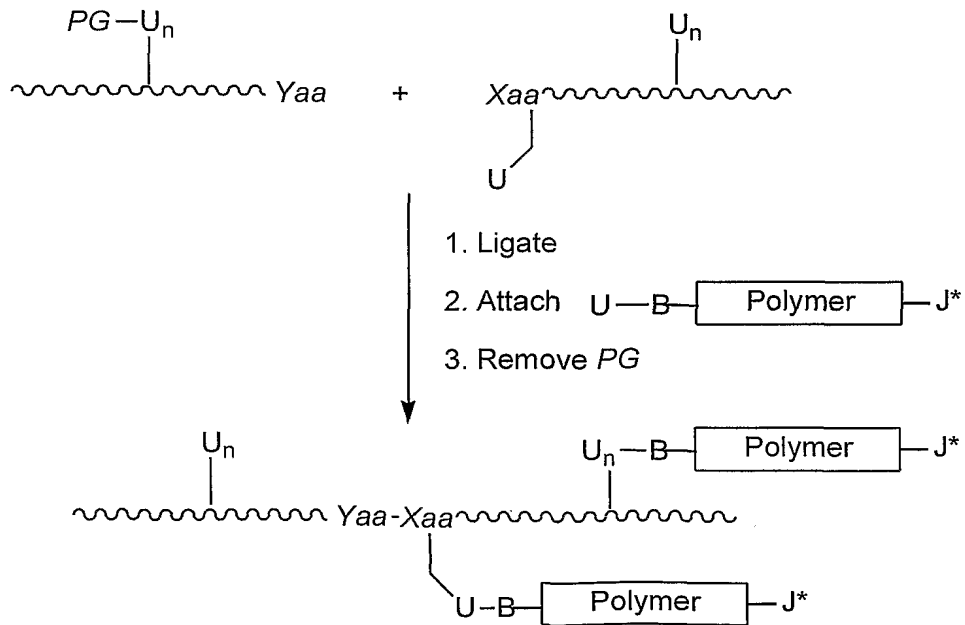 PG—Un Un
Yaa + Xaa
U
1. Ligate
2. Attach U—B—Polymer—J*
3. Remove PG
Un Un—B—Polymer—J*
Yaa-Xaa
U—B—Polymer—J*